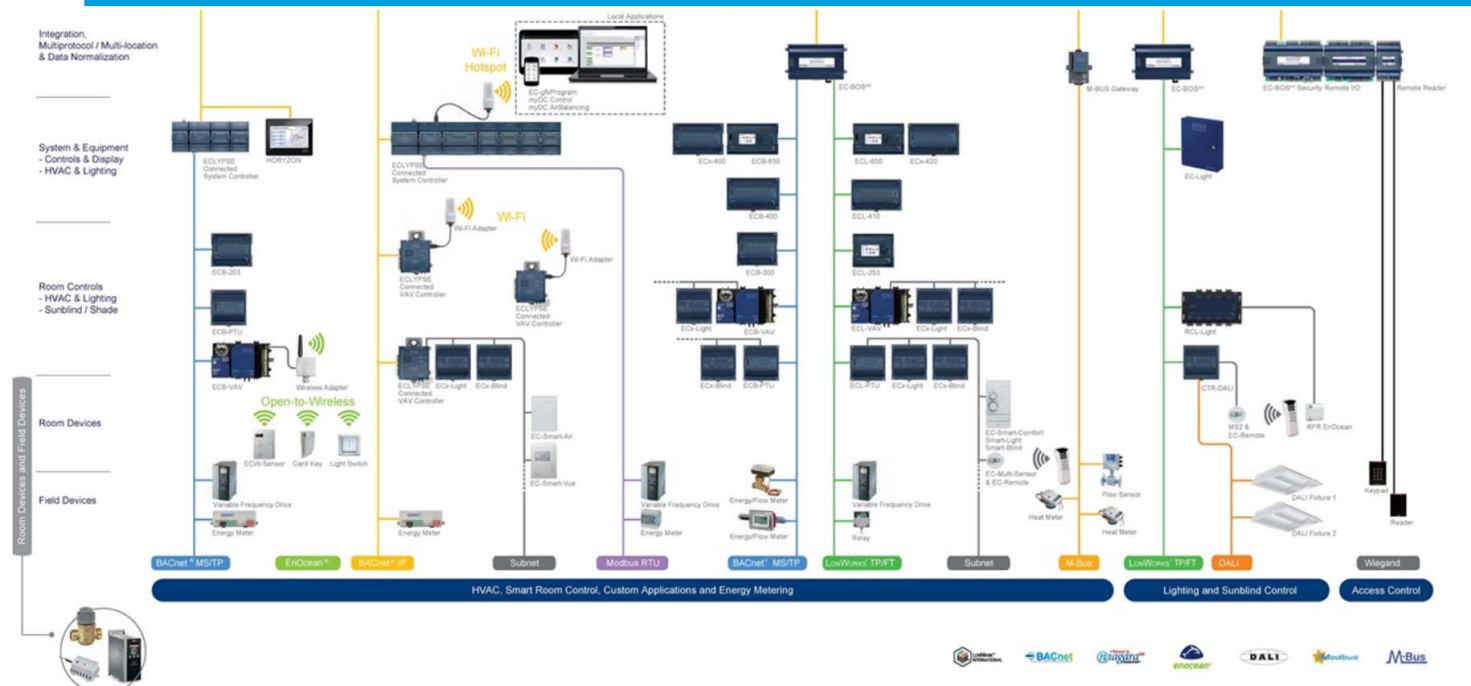 Integration,
Multiprotocol / Multi-location
& Data Normalization
System & Equipment
- Controls & Display
- HVAC & Lighting
Room Controls
- HVAC & Lighting
- Sunblind / Shade
Room Devices
Field Devices
Room Devices and Field Devices
Local Applications
Wi-Fi
Hotspot
EC-gfxProgram
myDC Control
myDC AirBalancing
ECLYPSE
Connected
System Controller
HORYZON
ECLYPSE
Connected
System Controller
Wi-Fi
Wi-Fi Adapter
Wi-Fi Adapter
ECLYPSE
Connected
VAV Controller
ECLYPSE
Connected
VAV Controller
ECB-203
ECB-PTU
ECB-VAV
Wireless Adapter
Open-to-Wireless
ECW-Sensor
Card Key
Light Switch
Variable Frequency Drive
Energy Meter
ECLYPSE
Connected
VAV Controller
ECx-Light
ECx-Blind
EC-Smart-Air
EC-Smart-Vue
Energy Meter
Variable Frequency Drive
Energy Meter
EC-BOS
ECx-400
ECB-650
ECL-650
ECx-420
ECB-400
ECL-410
ECB-300
ECL-253
ECx-Light
ECB-VAV
ECL-VAV
ECx-Light
ECx-Blind
ECx-Blind
ECB-PTU
ECL-PTU
ECx-Light
ECx-Blind
EC-Smart-Comfort
Smart-Light
Smart-Blind
EC-Multi-Sensor
& EC-Remote
Energy/Flow Meter
Energy/Flow Meter
Variable Frequency Drive
Relay
M-BUS Gateway
Heat Meter
Flow Sensor
Heat Meter
EC-BOS
EC-Light
RCL-Light
CTR-DALI
MS2 &
EC-Remote
RFR EnOcean
DALI Fixture 1
DALI Fixture 2
EC-BOS Security
Remote I/O
Remote Reader
Keypad
Reader
BACnet® MS/TP
EnOcean®
BACnet® IP
Subnet
Modbus RTU
BACnet® MS/TP
LONWORKS® TP/FT
Subnet
M-Bus
LONWORKS® TP/FT
DALI
Wiegand
HVAC, Smart Room Control, Custom Applications and Energy Metering
Lighting and Sunblind Control
Access Control
LONMARK®
INTERNATIONAL
BACnet
niagara
enocean®
DALI
Modbus
M-Bus